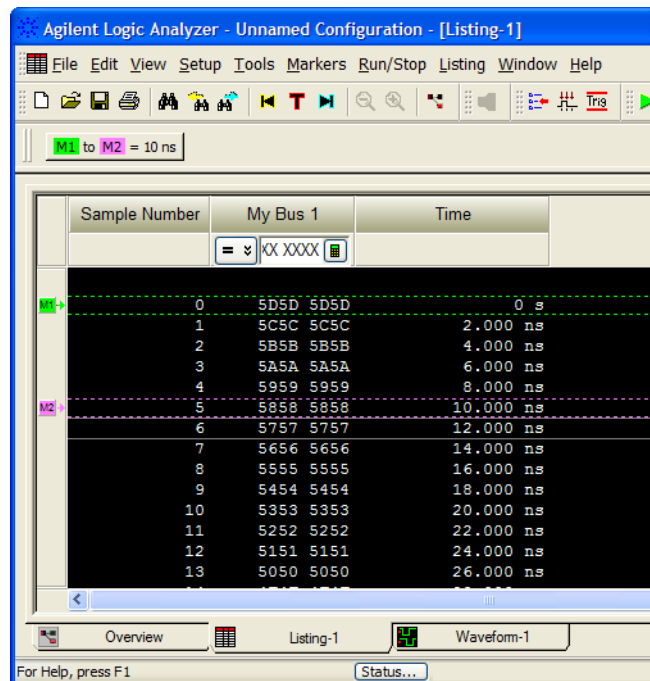 Agilent Logic Analyzer - Unnamed Configuration - [Listing-1]
File Edit View Setup Tools Markers Run/Stop Listing Window Help
T Trig
M1 to M2 = 10 ns
Sample Number My Bus 1 Time
= XX XXXX
M1 0 5D5D 5D5D 0 s
1 5C5C 5C5C 2.000 ns
2 5B5B 5B5B 4.000 ns
3 5A5A 5A5A 6.000 ns
4 5959 5959 8.000 ns
M2 5 5858 5858 10.000 ns
6 5757 5757 12.000 ns
7 5656 5656 14.000 ns
8 5555 5555 16.000 ns
9 5454 5454 18.000 ns
10 5353 5353 20.000 ns
11 5252 5252 22.000 ns
12 5151 5151 24.000 ns
13 5050 5050 26.000 ns
Overview Listing-1 Waveform-1
For Help, press F1 Status...